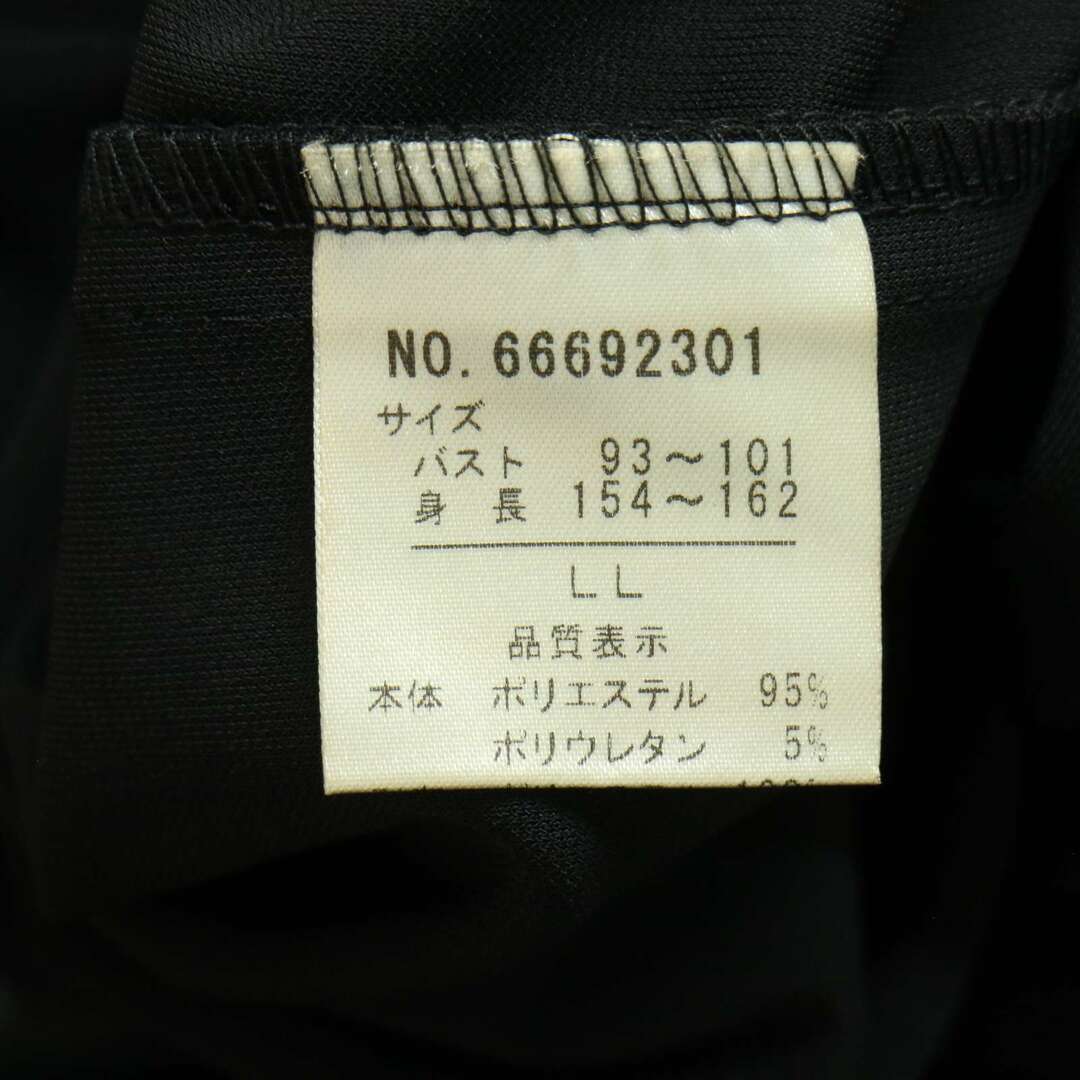 NO. 66692301
サイズ
バスト 93～101
身 長 154～162
LL
品質表示
本体 ポリエステル 95%
ポリウレタン 5%